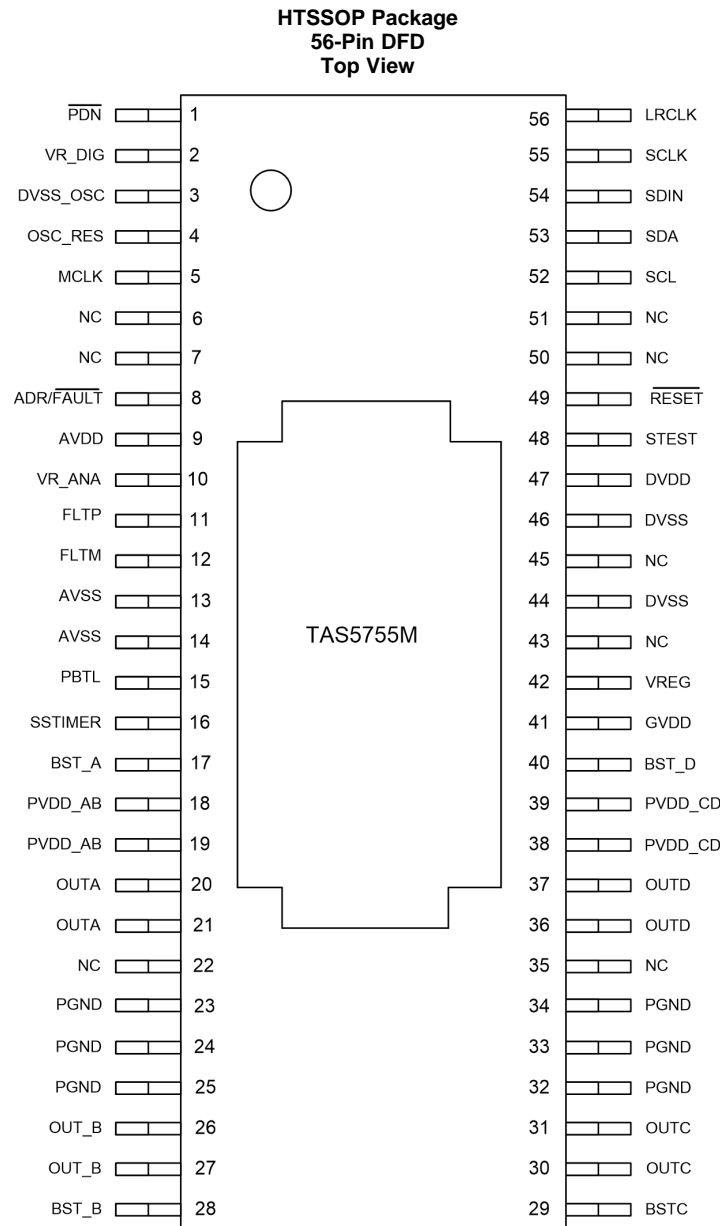 HTSSOP Package
56-Pin DFD
Top View
PDN 1 56 LRCLK
VR_DIG 2 55 SCLK
DVSS_OSC 3 54 SDIN
OSC_RES 4 53 SDA
MCLK 5 52 SCL
NC 6 51 NC
NC 7 50 NC
ADR/FAULT 8 49 RESET
AVDD 9 48 STEST
VR_ANA 10 47 DVDD
FLTP 11 46 DVSS
FLTM 12 45 NC
AVSS 13 44 DVSS
AVSS 14 TAS5755M 43 NC
PBTL 15 42 VREG
SSTIMER 16 41 GVDD
BST_A 17 40 BST_D
PVDD_AB 18 39 PVDD_CD
PVDD_AB 19 38 PVDD_CD
OUTA 20 37 OUTD
OUTA 21 36 OUTD
NC 22 35 NC
PGND 23 34 PGND
PGND 24 33 PGND
PGND 25 32 PGND
OUT_B 26 31 OUTC
OUT_B 27 30 OUTC
BST_B 28 29 BSTC